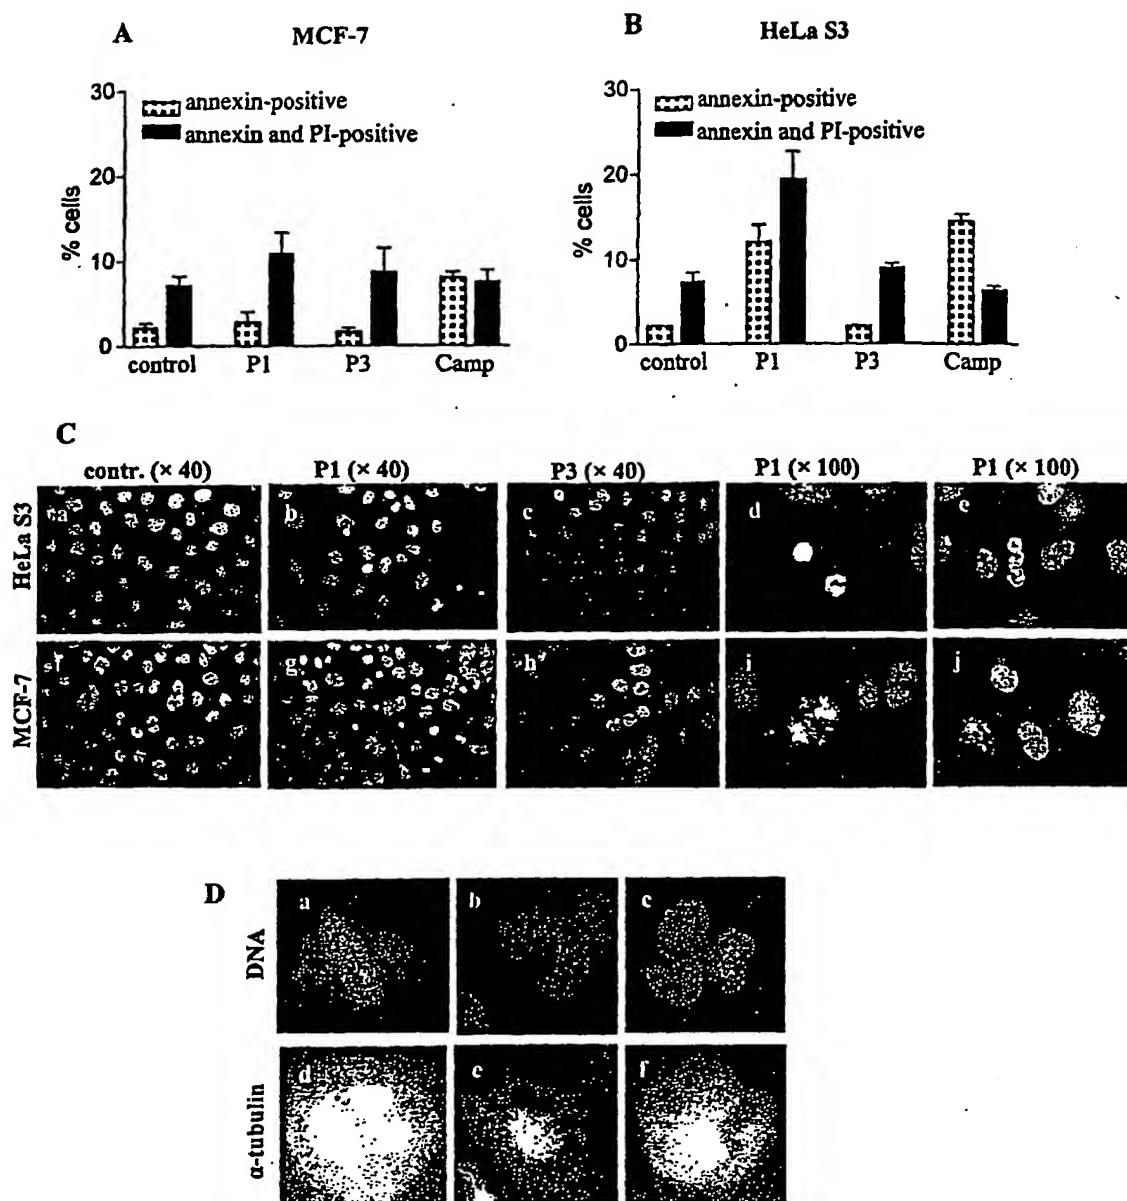 A
MCF-7
30
20
10
0
% cells
annexin-positive
annexin and PI-positive
control P1 P3 Camp
B
HeLa S3
30
20
10
0
% cells
annexin-positive
annexin and PI-positive
control P1 P3 Camp
C
contr. (× 40) P1 (× 40) P3 (× 40) P1 (× 100) P1 (× 100)
HeLa S3
a b c d e
MCF-7
f g h i j
D
DNA
a b c
α-tubulin
d e f